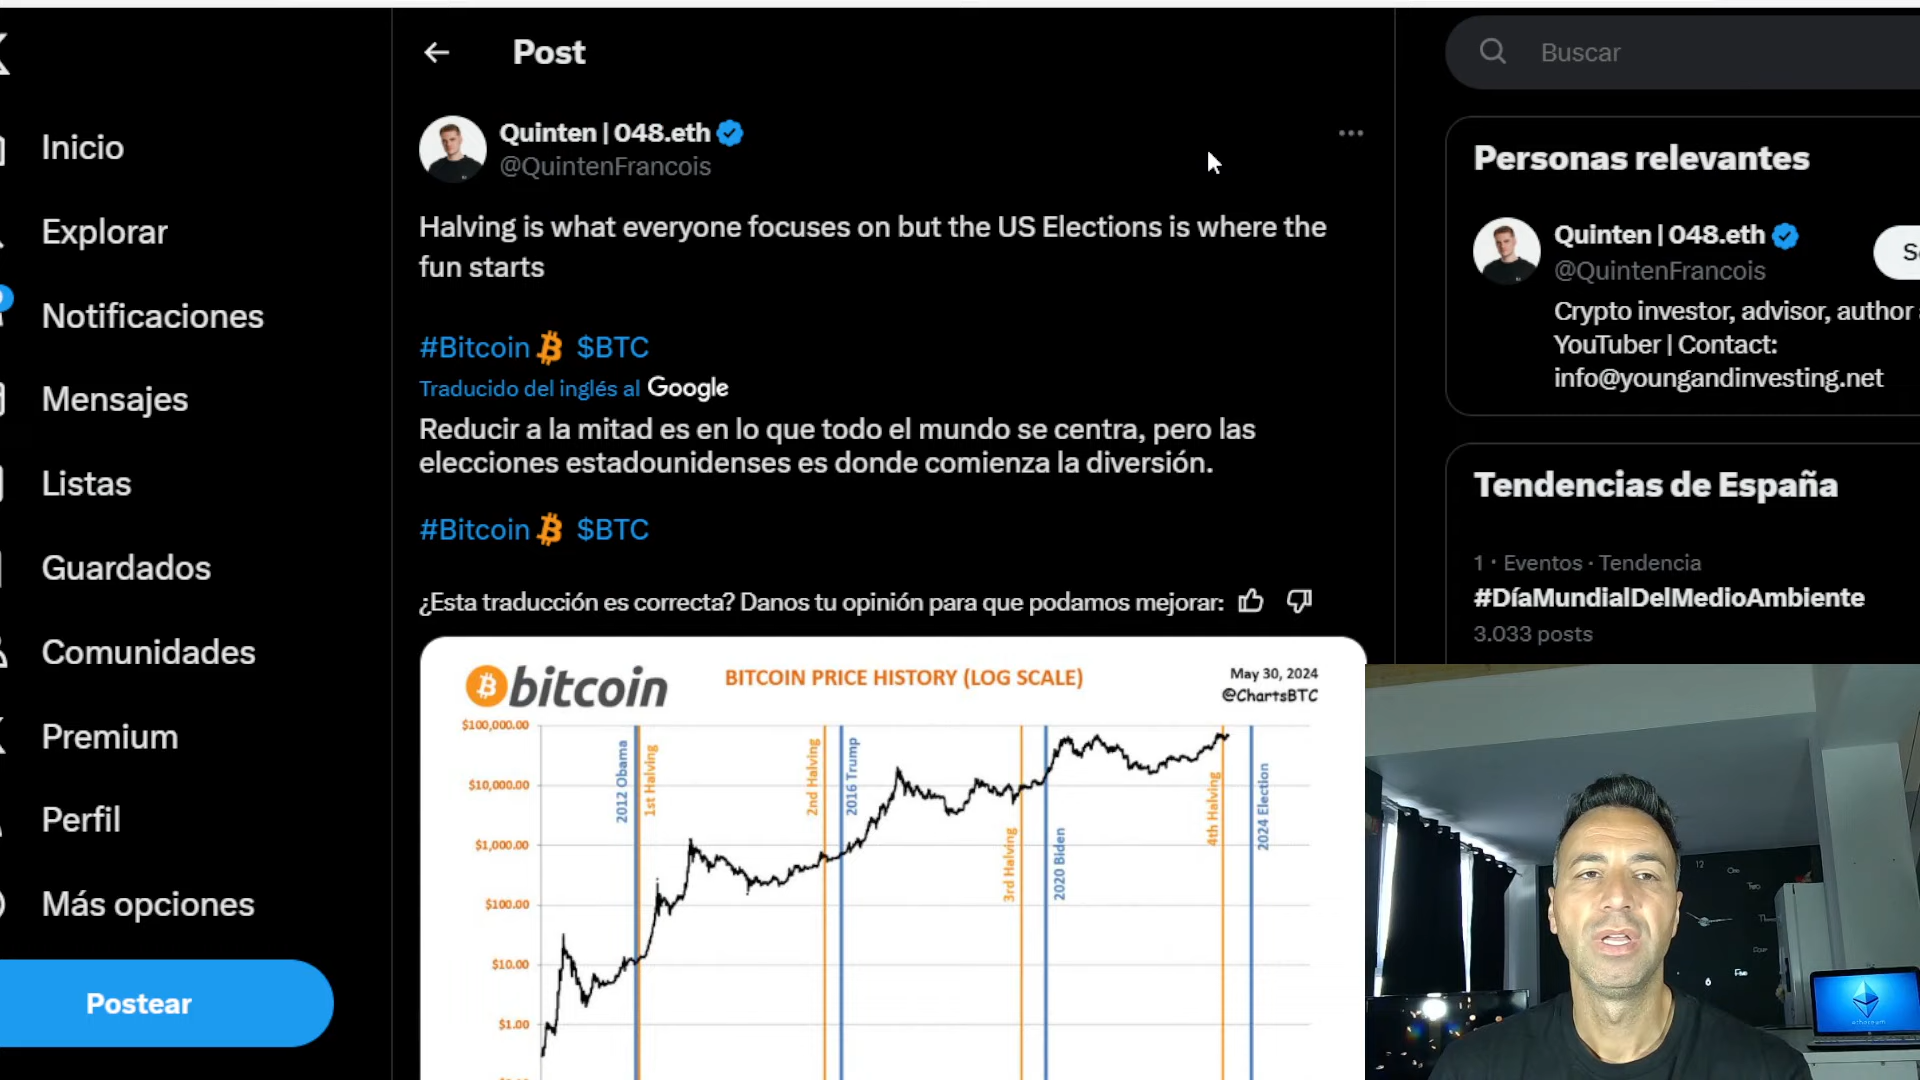 Post
Buscar
Inicio
Explorar
Notificaciones
Mensajes
Listas
Guardados
Comunidades
Premium
Perfil
Más opciones
Postear
Quinten | 048.eth
@QuintenFrancois
Halving is what everyone focuses on but the US Elections is where the
fun starts
#Bitcoin $BTC
Traducido del inglés al Google
Reducir a la mitad es en lo que todo el mundo se centra, pero las
elecciones estadounidenses es donde comienza la diversión.
#Bitcoin $BTC
¿Esta traducción es correcta? Danos tu opinión para que podamos mejorar:
bitcoin
BITCOIN PRICE HISTORY (LOG SCALE)
May 30, 2024
@ChartsBTC
$100,000.00
$10,000.00
$1,000.00
$100.00
$10.00
$1.00
2012 Obama
1st Halving
2nd Halving
2016 Trump
3rd Halving
2020 Biden
4th Halving
2024 Election
Personas relevantes
Quinten | 048.eth
@QuintenFrancois
Crypto investor, advisor, author
YouTuber | Contact:
info@youngandinvesting.net
Tendencias de España
1 · Eventos · Tendencia
#DíaMundialDelMedioAmbiente
3.033 posts
12